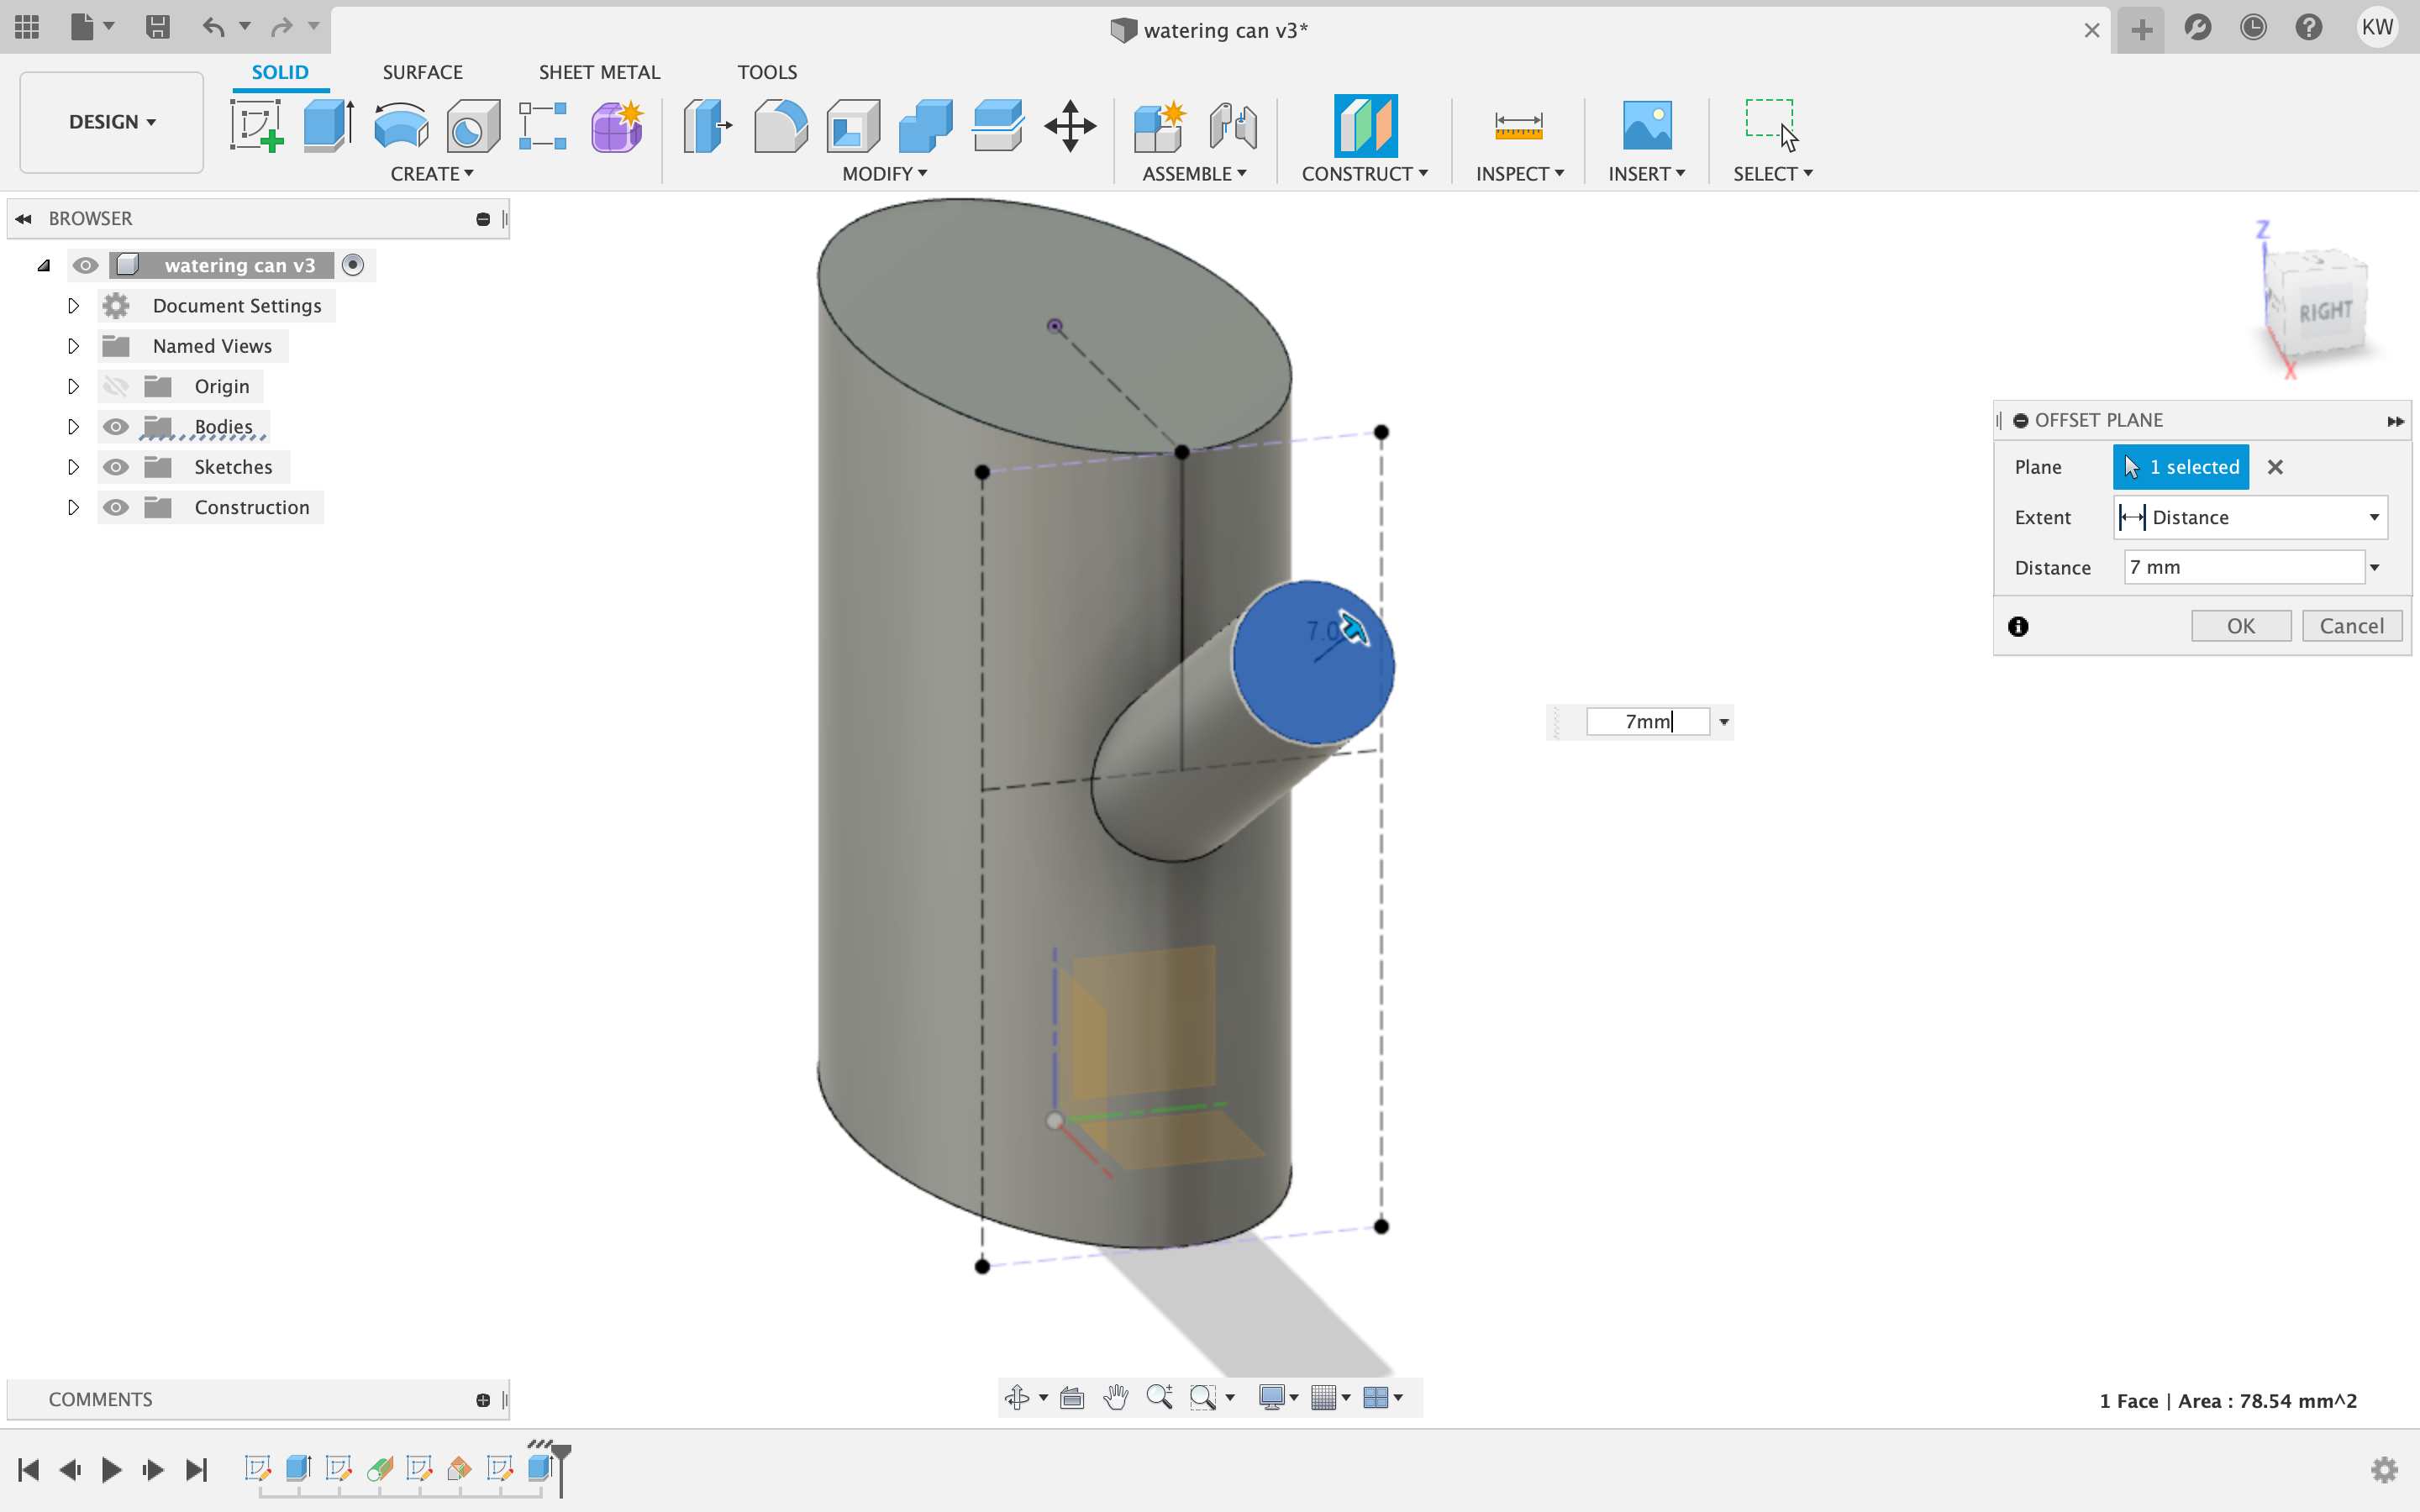 watering can v3*
KW
DESIGN
SOLID
SURFACE
SHEET METAL
TOOLS
CREATE
MODIFY
ASSEMBLE
CONSTRUCT
INSPECT
INSERT
SELECT
BROWSER
watering can v3
Document Settings
Named Views
Origin
Bodies
Sketches
Construction
Z
RIGHT
X
OFFSET PLANE
Plane
1 selected
Extent
Distance
Distance
7 mm
OK
Cancel
7.0
7mm
COMMENTS
1 Face | Area : 78.54 mm^2